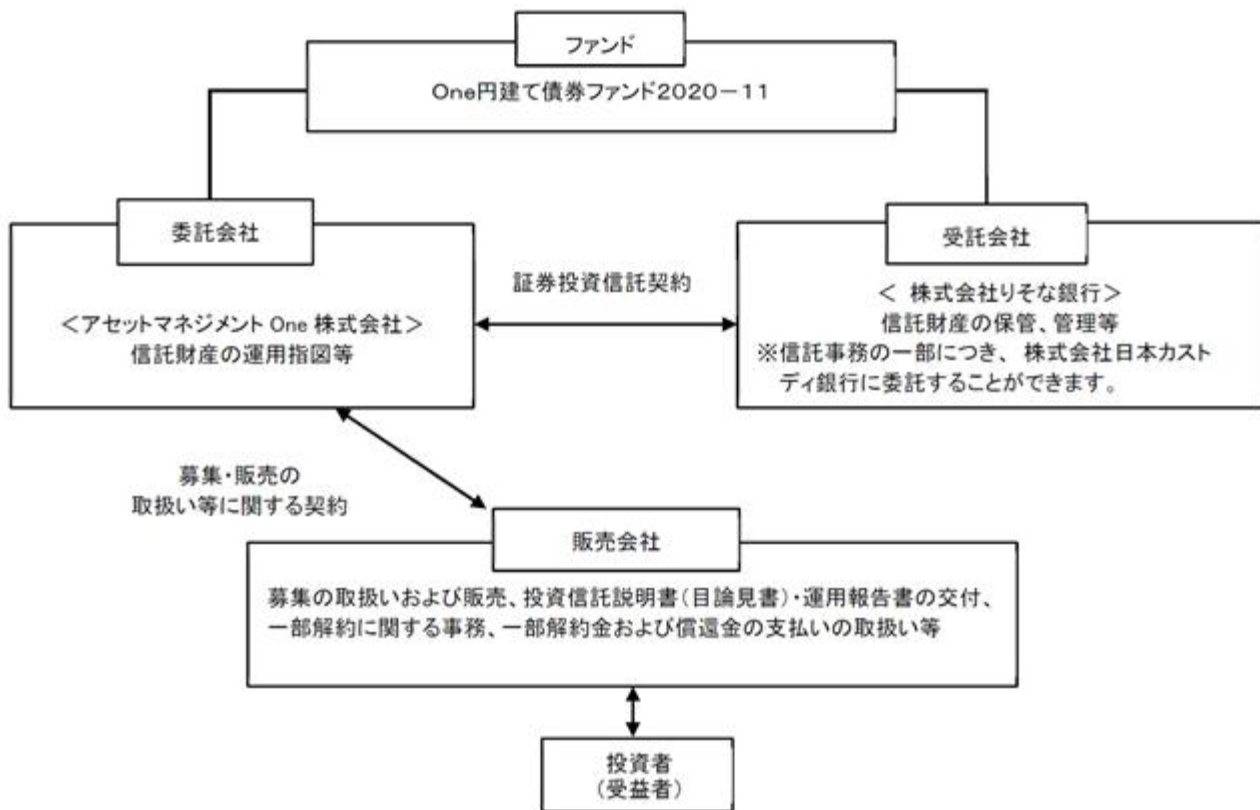 ファンド
One円建て債券ファンド2020-11
委託会社
<アセットマネジメント One 株式会社>
信託財産の運用指図等
証券投資信託契約
受託会社
< 株式会社りそな銀行>
信託財産の保管、管理等
※信託事務の一部につき、 株式会社日本カスト
ディ銀行に委託することができます。
募集・販売の
取扱い等に関する契約
販売会社
募集の取扱いおよび販売、投資信託説明書(目論見書)・運用報告書の交付、
一部解約に関する事務、一部解約金および償還金の支払いの取扱い等
投資者
(受益者)